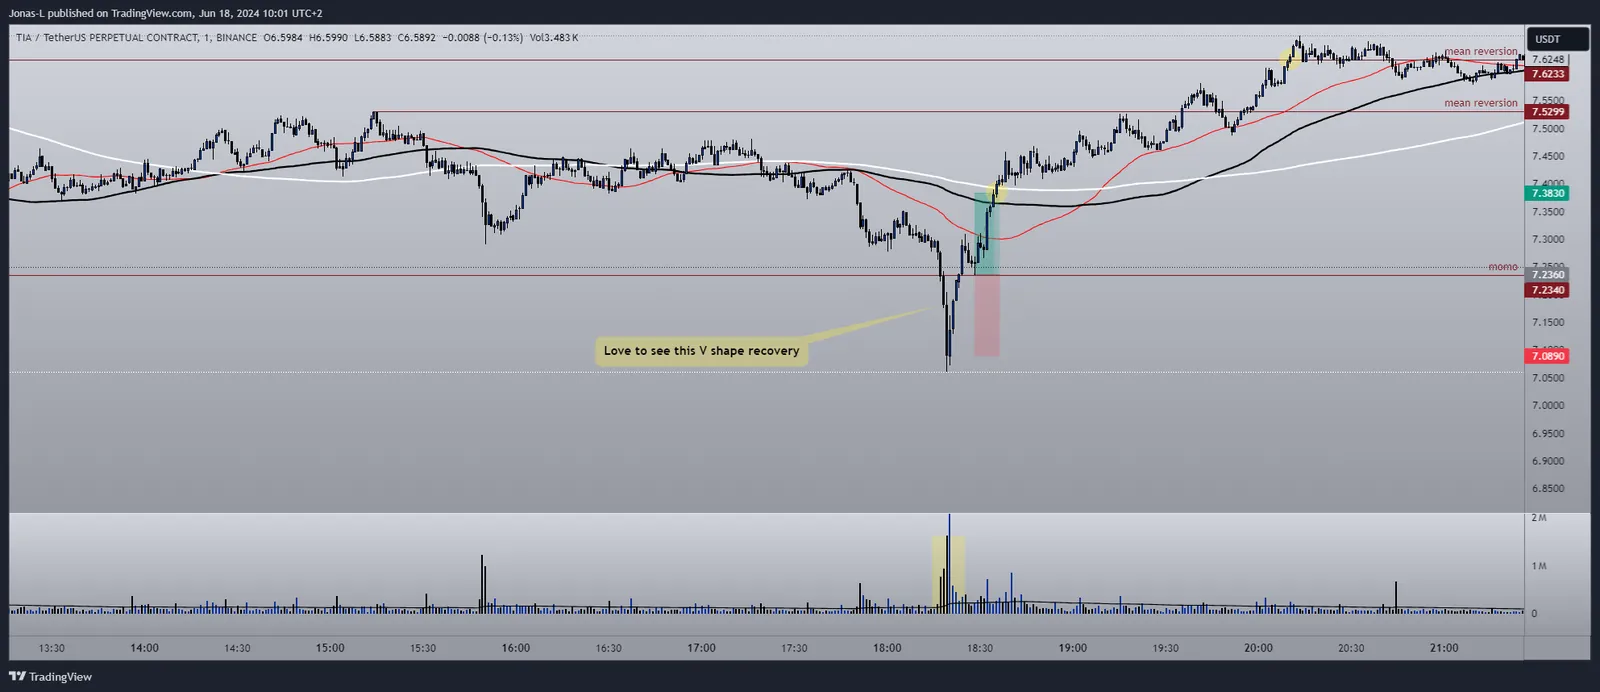 Jonas-L published on TradingView.com, Jun 18, 2024 10:01 UTC+2
TIA / TetherUS PERPETUAL CONTRACT, 1, BINANCE O6.5984 H6.5990 L6.5883 C6.5892 −0.0088 (−0.13%) Vol3.483 K
USDT
mean reversion
7.6248
7.6233
7.5500
mean reversion
7.5299
7.5000
7.4500
7.4000
7.3830
7.3500
7.3000
7.2500
momo
7.2360
7.2340
7.1500
Love to see this V shape recovery
7.0890
7.0500
7.0000
6.9500
6.9000
6.8500
2 M
1 M
0
13:30 14:00 14:30 15:00 15:30 16:00 16:30 17:00 17:30 18:00 18:30 19:00 19:30 20:00 20:30 21:00
TradingView